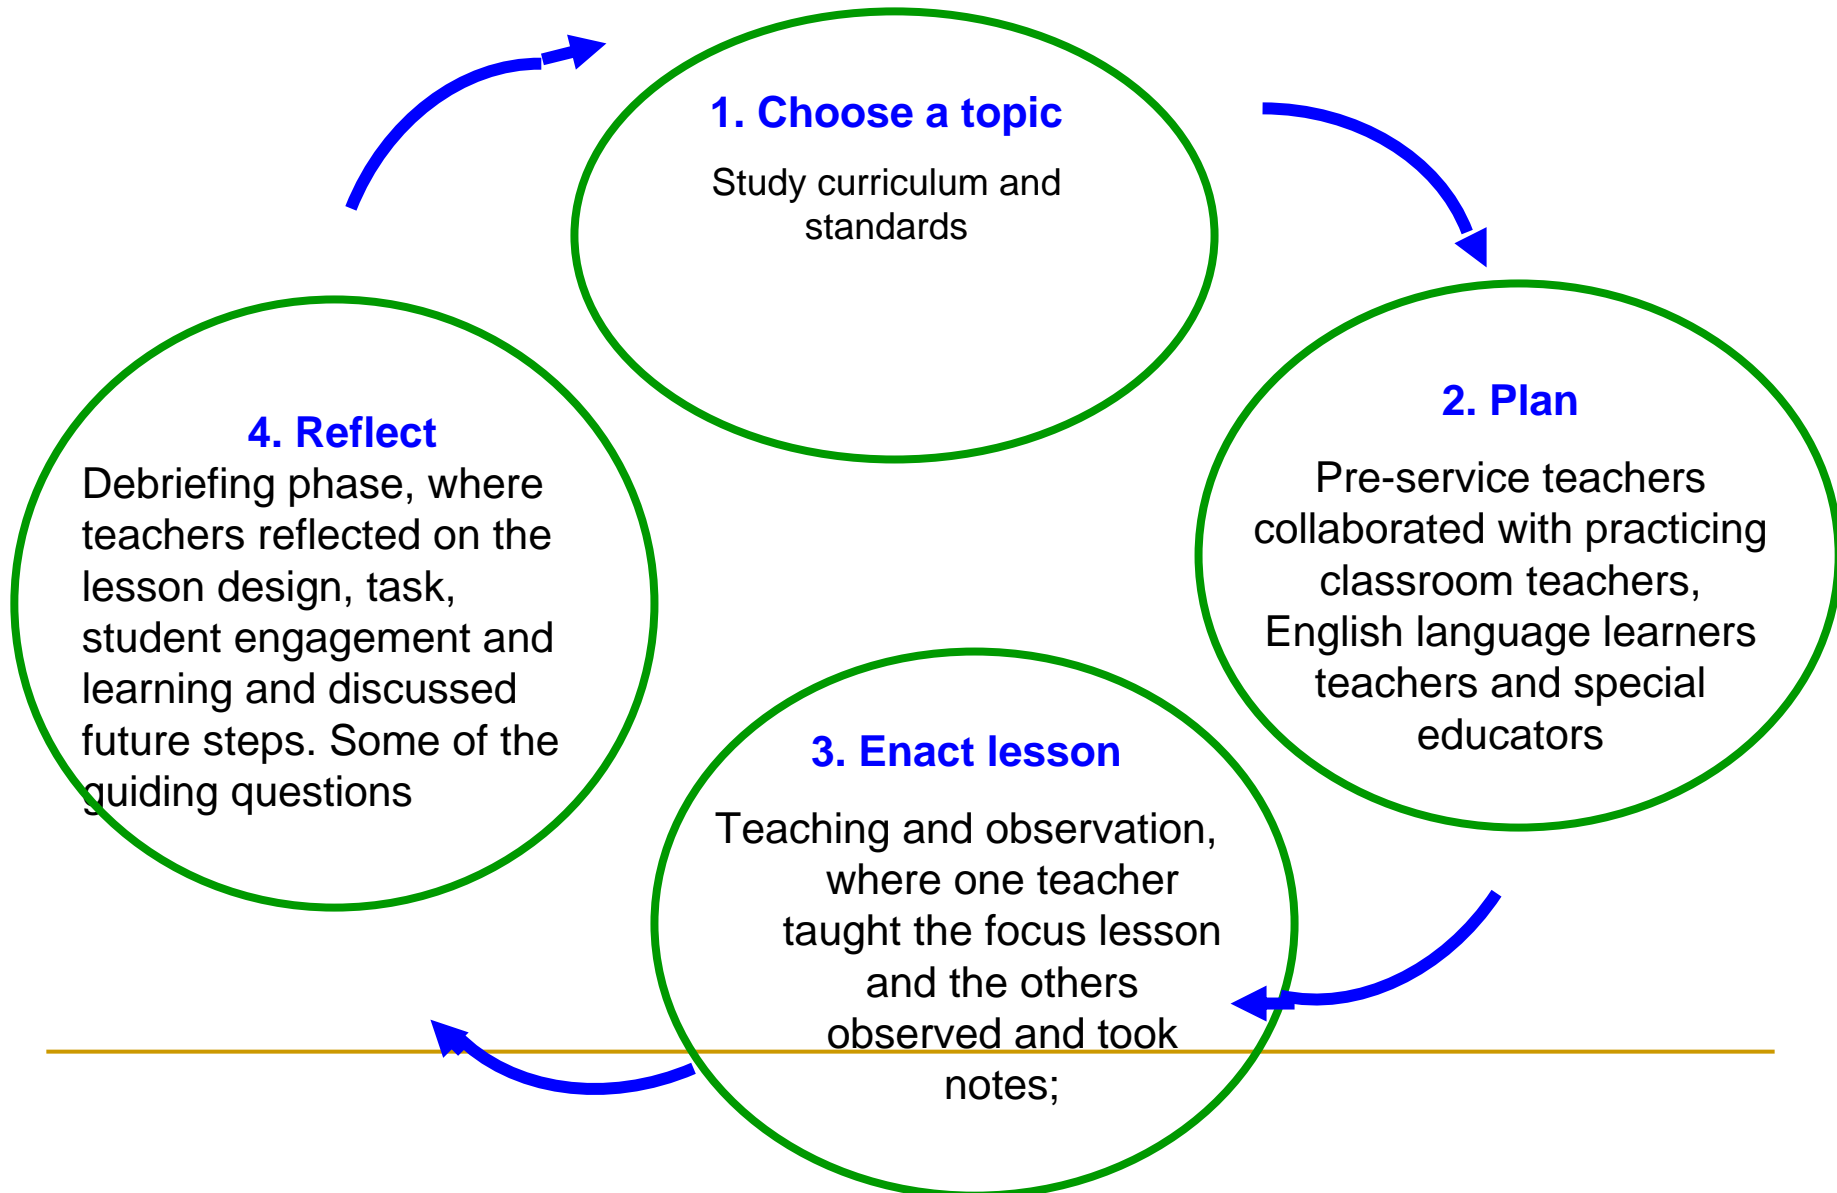 1. Choose a topic
Study curriculum and
standards
2. Plan
Pre-service teachers
collaborated with practicing
classroom teachers,
English language learners
teachers and special
educators
3. Enact lesson
Teaching and observation,
where one teacher
taught the focus lesson
and the others
observed and took
notes;
4. Reflect
Debriefing phase, where
teachers reflected on the
lesson design, task,
student engagement and
learning and discussed
future steps. Some of the
guiding questions